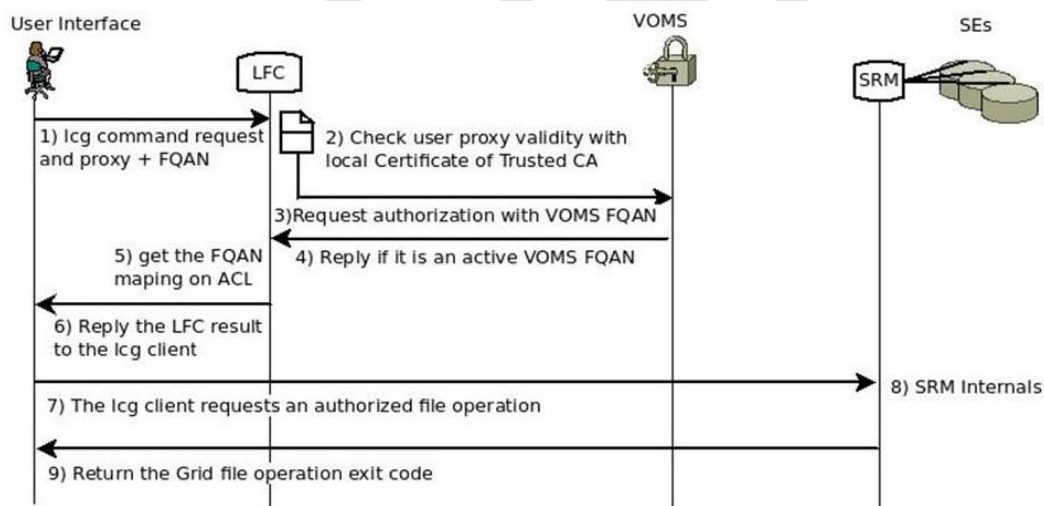 User Interface
VOMS
SEs
LFC
SRM
1) lcg command request
and proxy + FQAN
2) Check user proxy validity with
local Certificate of Trusted CA
3)Request authorization with VOMS FQAN
4) Reply if it is an active VOMS FQAN
5) get the FQAN
maping on ACL
6) Reply the LFC result
to the lcg client
7) The lcg client requests an authorized file operation
8) SRM Internals
9) Return the Grid file operation exit code